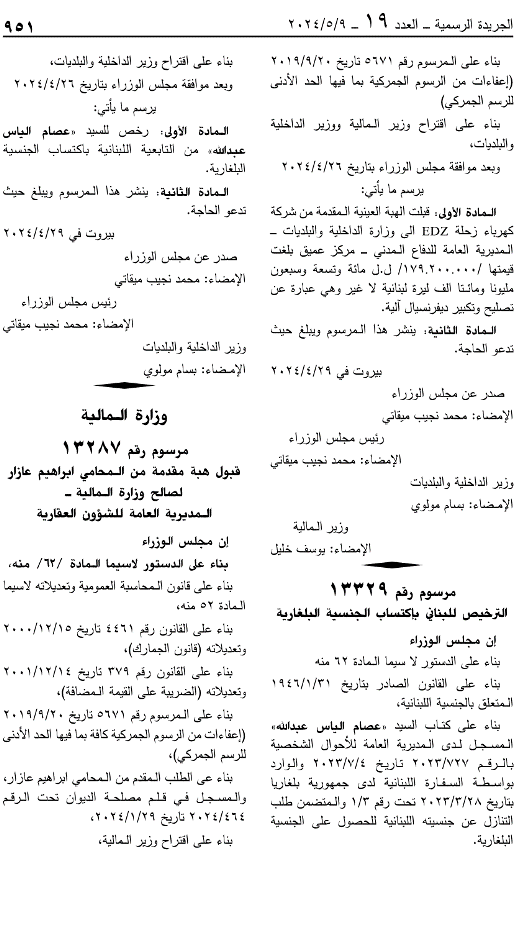 الجريدة الرسمية ــ العدد ١٩ ــ ٢٠٢٤/٥/٩
٩٥١
بناء على المرسوم رقم ٥٦٧١ تاريخ ٢٠١٩/٩/٢٠
(إعفاءات من الرسوم الجمركية بما فيها الحد الأدنى
للرسم الجمركي)
بناء على اقتراح وزير المالية ووزير الداخلية
والبلديات،
وبعد موافقة مجلس الوزراء بتاريخ ٢٠٢٤/٤/٢٦
يرسم ما يأتي:
المادة الأولى: قبلت الهبة العينية المقدمة من شركة
كهرباء زحلة EDZ الى وزارة الداخلية والبلديات ــ
المديرية العامة للدفاع المدني ــ مركز عميق بلغت
قيمتها /١٧٩.٢٠٠.٠٠٠/ ل.ل مائة وتسعة وسبعون
مليونا ومائتا الف ليرة لبنانية لا غير وهي عبارة عن
تصليح وتكبير ديفرنسيال آلية.
المادة الثانية: ينشر هذا المرسوم ويبلغ حيث
تدعو الحاجة.
بيروت في ٢٠٢٤/٤/٢٩
صدر عن مجلس الوزراء
الإمضاء: محمد نجيب ميقاتي
رئيس مجلس الوزراء
الإمضاء: محمد نجيب ميقاتي
وزير الداخلية والبلديات
الإمضاء: بسام مولوي
وزير المالية
الإمضاء: يوسف خليل
مرسوم رقم ١٣٣٢٩
الترخيص للبناني بإكتساب الجنسية البلغارية
إن مجلس الوزراء
بناء على الدستور لا سيما المادة ٦٢ منه
بناء على القانون الصادر بتاريخ ١٩٤٦/١/٣١
المتعلق بالجنسية اللبنانية،
بناء على كتاب السيد «عصام الياس عبدالله»
المسجل لدى المديرية العامة للأحوال الشخصية
بالرقم ٢٠٢٣/٧٢٧ تاريخ ٢٠٢٣/٧/٤ والوارد
بواسطة السفارة اللبنانية لدى جمهورية بلغاريا
بتاريخ ٢٠٢٣/٣/٢٨ تحت رقم ١/٣ والمتضمن طلب
التنازل عن جنسيته اللبنانية للحصول على الجنسية
البلغارية.
بناء على اقتراح وزير الداخلية والبلديات،
وبعد موافقة مجلس الوزراء بتاريخ ٢٠٢٤/٤/٢٦
يرسم ما يأتي:
المادة الأولى: رخص للسيد «عصام الياس
عبدالله» من التابعية اللبنانية باكتساب الجنسية
البلغارية.
المادة الثانية: ينشر هذا المرسوم ويبلغ حيث
تدعو الحاجة.
بيروت في ٢٠٢٤/٤/٢٩
صدر عن مجلس الوزراء
الإمضاء: محمد نجيب ميقاتي
رئيس مجلس الوزراء
الإمضاء: محمد نجيب ميقاتي
وزير الداخلية والبلديات
الإمضاء: بسام مولوي
وزارة المالية
مرسوم رقم ١٣٢٨٧
قبول هبة مقدمة من المحامي ابراهيم عازار
لصالح وزارة المالية ــ
المديرية العامة للشؤون العقارية
إن مجلس الوزراء
بناء على الدستور لاسيما المادة /٦٢/ منه،
بناء على قانون المحاسبة العمومية وتعديلاته لاسيما
المادة ٥٢ منه،
بناء على القانون رقم ٤٤٦١ تاريخ ٢٠٠٠/١٢/١٥
وتعديلاته (قانون الجمارك)،
بناء على القانون رقم ٣٧٩ تاريخ ٢٠٠١/١٢/١٤
وتعديلاته (الضريبة على القيمة المضافة)،
بناء على المرسوم رقم ٥٦٧١ تاريخ ٢٠١٩/٩/٢٠
(إعفاءات من الرسوم الجمركية كافة بما فيها الحد الأدنى
للرسم الجمركي)،
بناء عى الطلب المقدم من المحامي ابراهيم عازار،
والمسجل في قلم مصلحة الديوان تحت الرقم
٢٠٢٤/٤٦٤ تاريخ ٢٠٢٤/١/٢٩،
بناء على اقتراح وزير المالية،